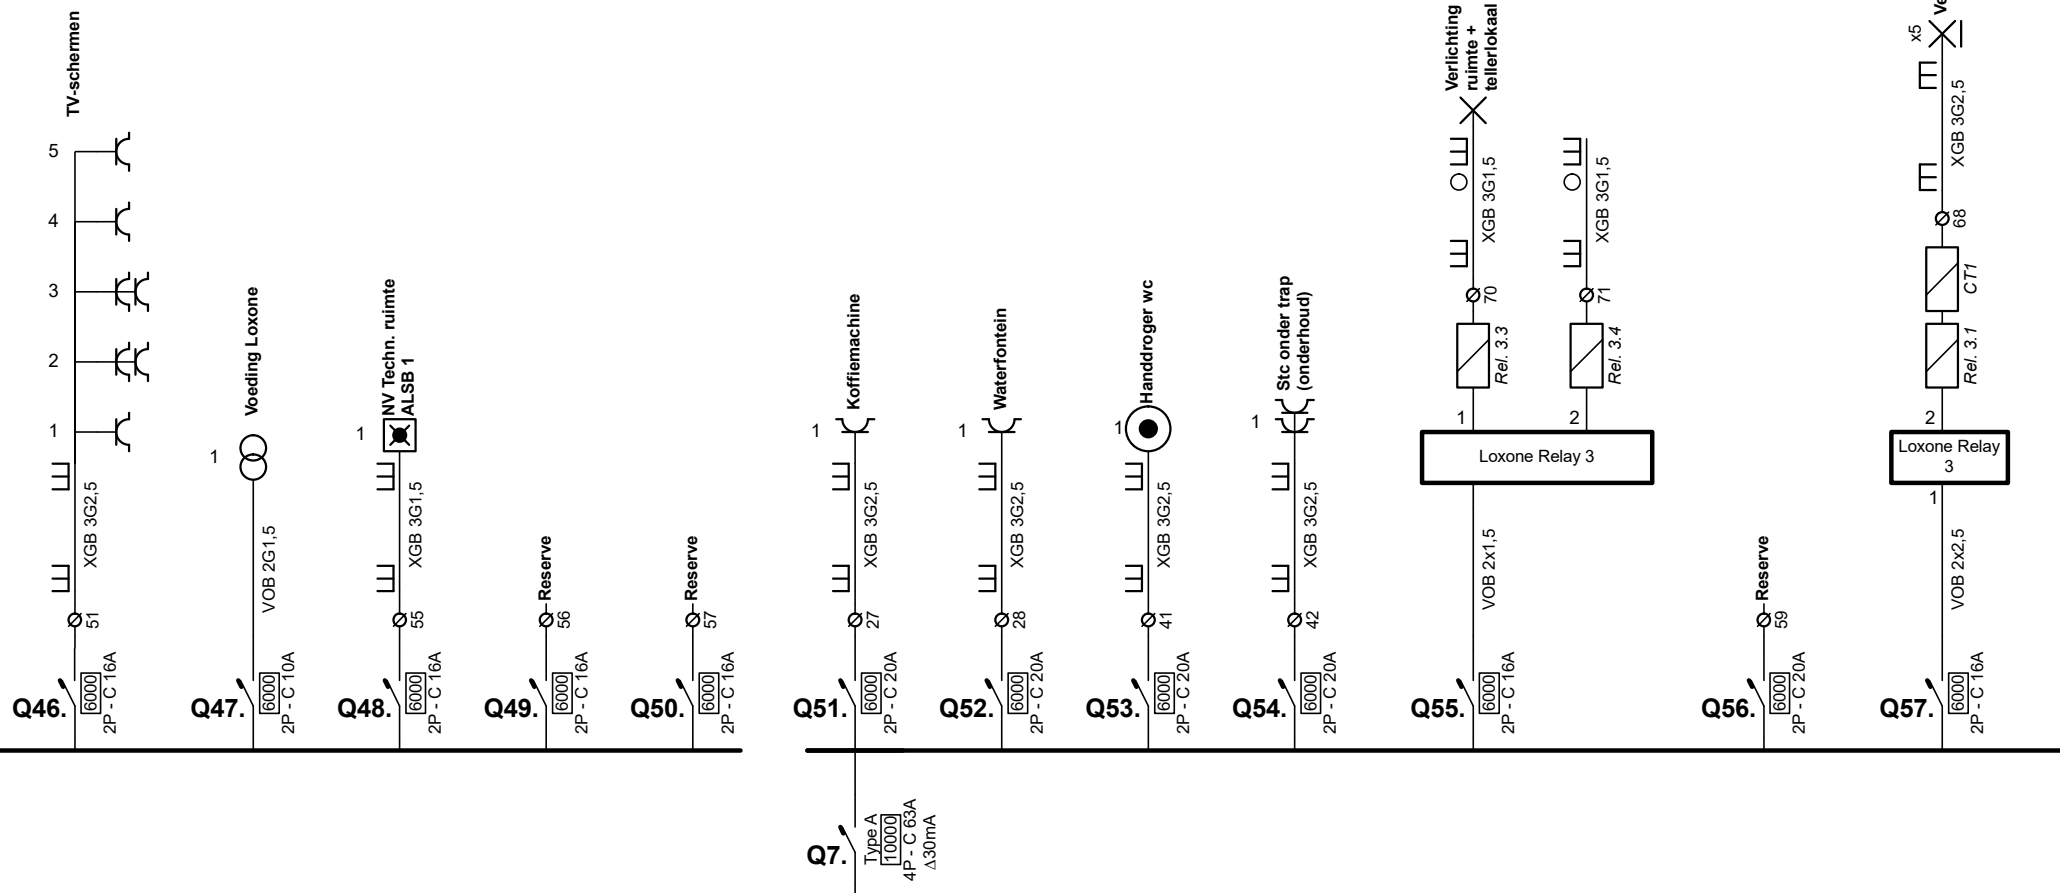 TV-schermen
5
4
3
2
1
XGB 3G2,5
51
Q46.
6000
2P - C 16A
Voeding Loxone
1
VOB 2G1,5
Q47.
6000
2P - C 10A
NV Techn. ruimte
ALSB 1
1
XGB 3G1,5
55
Q48.
6000
2P - C 16A
Reserve
56
Q49.
6000
2P - C 16A
Reserve
57
Q50.
6000
2P - C 16A
Koffiemachine
1
XGB 3G2,5
27
Q51.
6000
2P - C 20A
Waterfontein
1
XGB 3G2,5
28
Q52.
6000
2P - C 20A
Handdroger wc
1
XGB 3G2,5
41
Q53.
6000
2P - C 20A
Stc onder trap
(onderhoud)
1
XGB 3G2,5
42
Q54.
6000
2P - C 20A
Verlichting
ruimte +
tellerlokaal
XGB 3G1,5
70
Rel. 3.3
1
XGB 3G1,5
71
Rel. 3.4
2
Loxone Relay 3
VOB 2x1,5
Q55.
6000
2P - C 16A
Reserve
59
Q56.
6000
2P - C 20A
Ve
x5
XGB 3G2,5
68
CT1
Rel. 3.1
2
Loxone Relay
3
1
VOB 2x2,5
Q57.
6000
2P - C 16A
Q7.
Type A
10000
4P - C 63A
Δ30mA